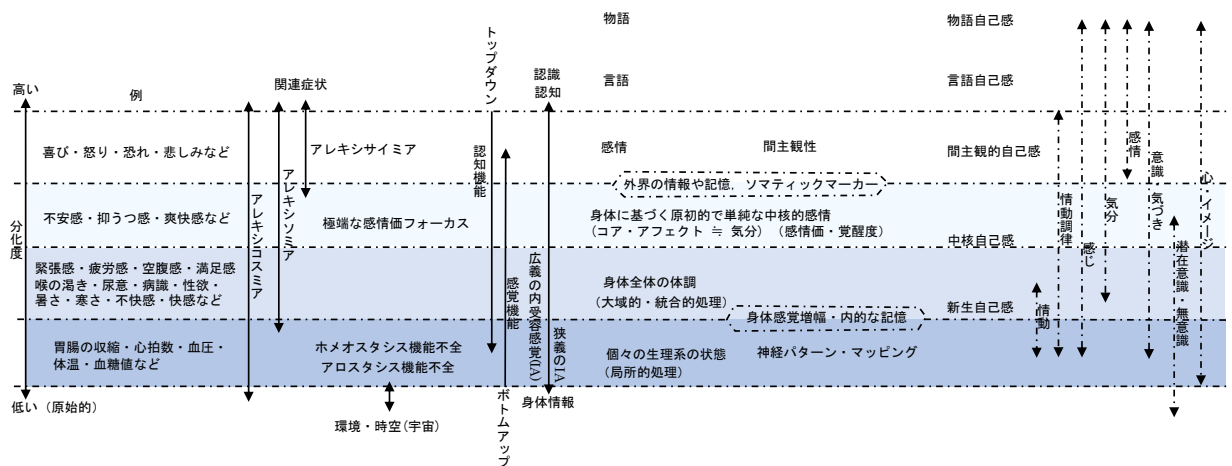 物語
物語自己感
トップダウン
認識
認知
言語
言語自己感
高い
例
関連症状
喜び・怒り・恐れ・悲しみなど
アレキシサイミア
認知機能
感情
間主観性
間主観的自己感
感情
外界の情報や記憶，ソマティックマーカー
不安感・抑うつ感・爽快感など
アレキシソミア
極端な感情価フォーカス
身体に基づく原初的で単純な中核的感情
(コア・アフェクト ≒ 気分) (感情価・覚醒度)
中核自己感
分化度
アレキシコスミア
情動調律
感じ
気分
意識・気づき
心・イメージ
緊張感・疲労感・空腹感・満足感
喉の渇き・尿意・病識・性欲・
暑さ・寒さ・不快感・快感など
感覚機能
広義の内受容感覚(IA)
身体全体の体調
(大域的・統合的処理)
新生自己感
情動
潜在意識・無意識
身体感覚増幅・内的な記憶
胃腸の収縮・心拍数・血圧・
体温・血糖値など
ホメオスタシス機能不全
アロスタシス機能不全
狭義のIA
個々の生理系の状態
(局所的処理)
神経パターン・マッピング
低い (原始的)
環境・時空(宇宙)
ボトムアップ
身体情報